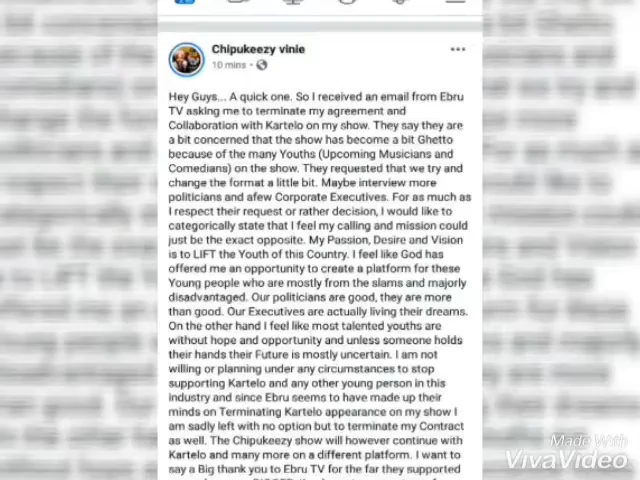 Chipukeezy vinie
10 mins
Hey Guys... A quick one. So I received an email from Ebru
TV asking me to terminate my agreement and
Collaboration with Kartelo on my show. They say they are
a bit concerned that the show has become a bit Ghetto
because of the many Youths (Upcoming Musicians and
Comedians) on the show. They requested that we try and
change the format a little bit. Maybe interview more
politicians and afew Corporate Executives. For as much as
I respect their request or rather decision, I would like to
categorically state that I feel my calling and mission could
just be the exact opposite. My Passion, Desire and Vision
is to LIFT the Youth of this Country. I feel like God has
offered me an opportunity to create a platform for these
Young people who are mostly from the slams and majorly
disadvantaged. Our politicians are good, they are more
than good. Our Executives are actually living their dreams.
On the other hand I feel like most talented youths are
without hope and opportunity and unless someone holds
their hands their Future is mostly uncertain. I am not
willing or planning under any circumstances to stop
supporting Kartelo and any other young person in this
industry and since Ebru seems to have made up their
minds on Terminating Kartelo appearance on my show I
am sadly left with no option but to terminate my Contract
as well. The Chipukeezy show will however continue with
Kartelo and many more on a different platform. I want to
say a Big thank you to Ebru TV for the far they supported
Made With
VivaVideo